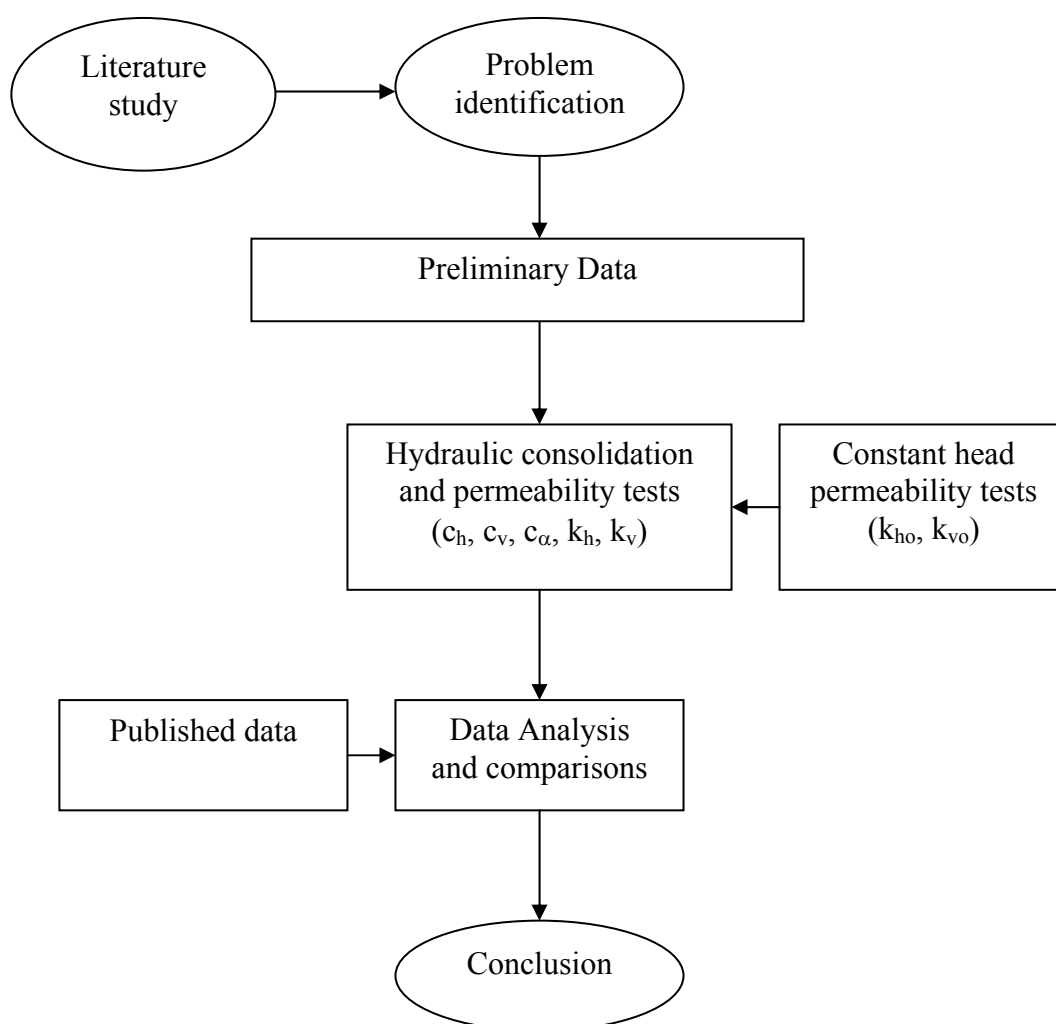 Literature
study
Problem
identification
Preliminary Data
Hydraulic consolidation
and permeability tests
(cₕ, cᵥ, c_α, kₕ, kᵥ)
Constant head
permeability tests
(kₕₒ, kᵥₒ)
Published data
Data Analysis
and comparisons
Conclusion